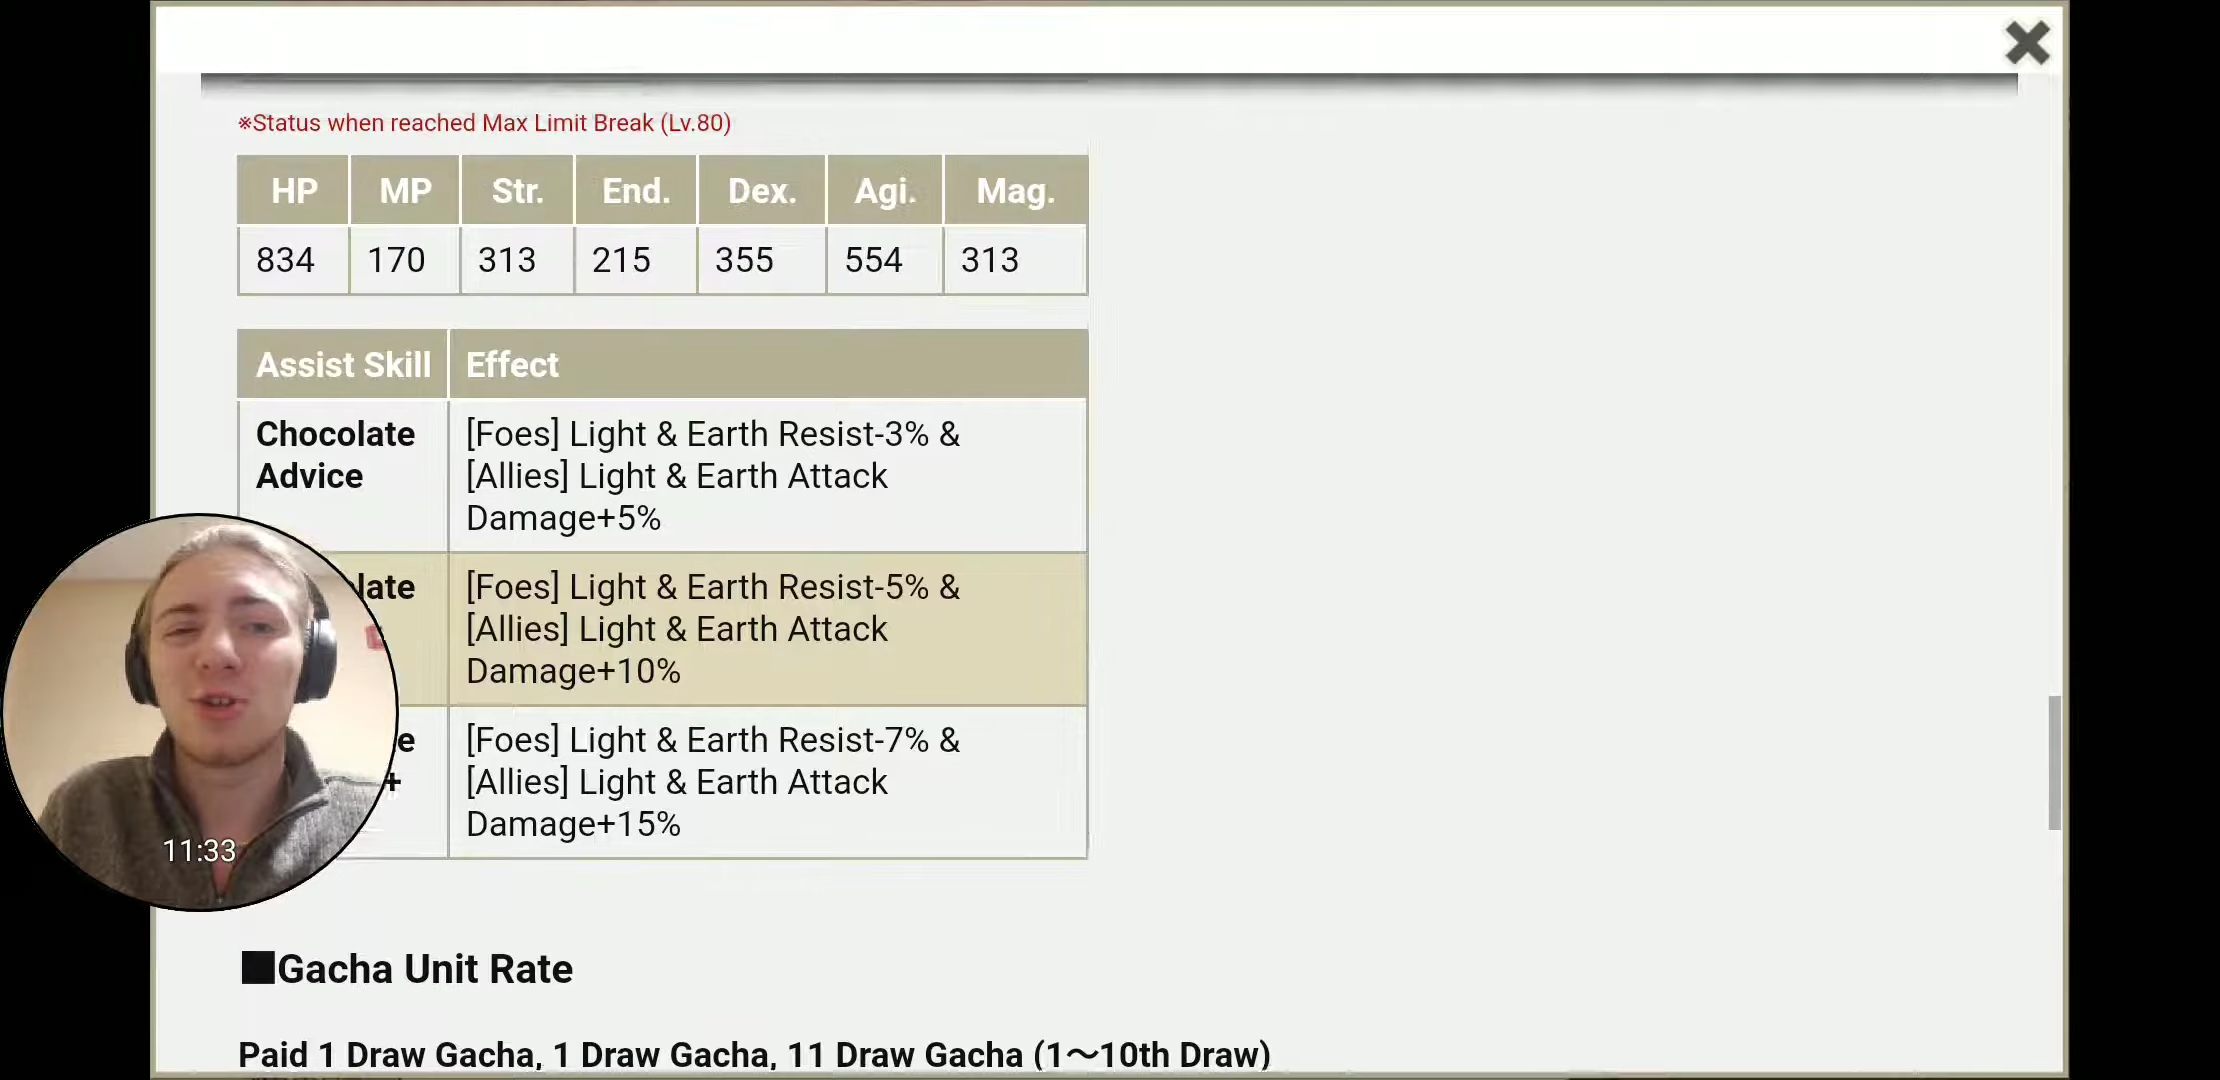 ※Status when reached Max Limit Break (Lv.80)
HP MP Str. End. Dex. Agi. Mag.
834 170 313 215 355 554 313
Assist Skill Effect
Chocolate
Advice
[Foes] Light & Earth Resist-3% &
[Allies] Light & Earth Attack
Damage+5%
late
[Foes] Light & Earth Resist-5% &
[Allies] Light & Earth Attack
Damage+10%
e
+
[Foes] Light & Earth Resist-7% &
[Allies] Light & Earth Attack
Damage+15%
11:33
■Gacha Unit Rate
Paid 1 Draw Gacha, 1 Draw Gacha, 11 Draw Gacha (1～10th Draw)